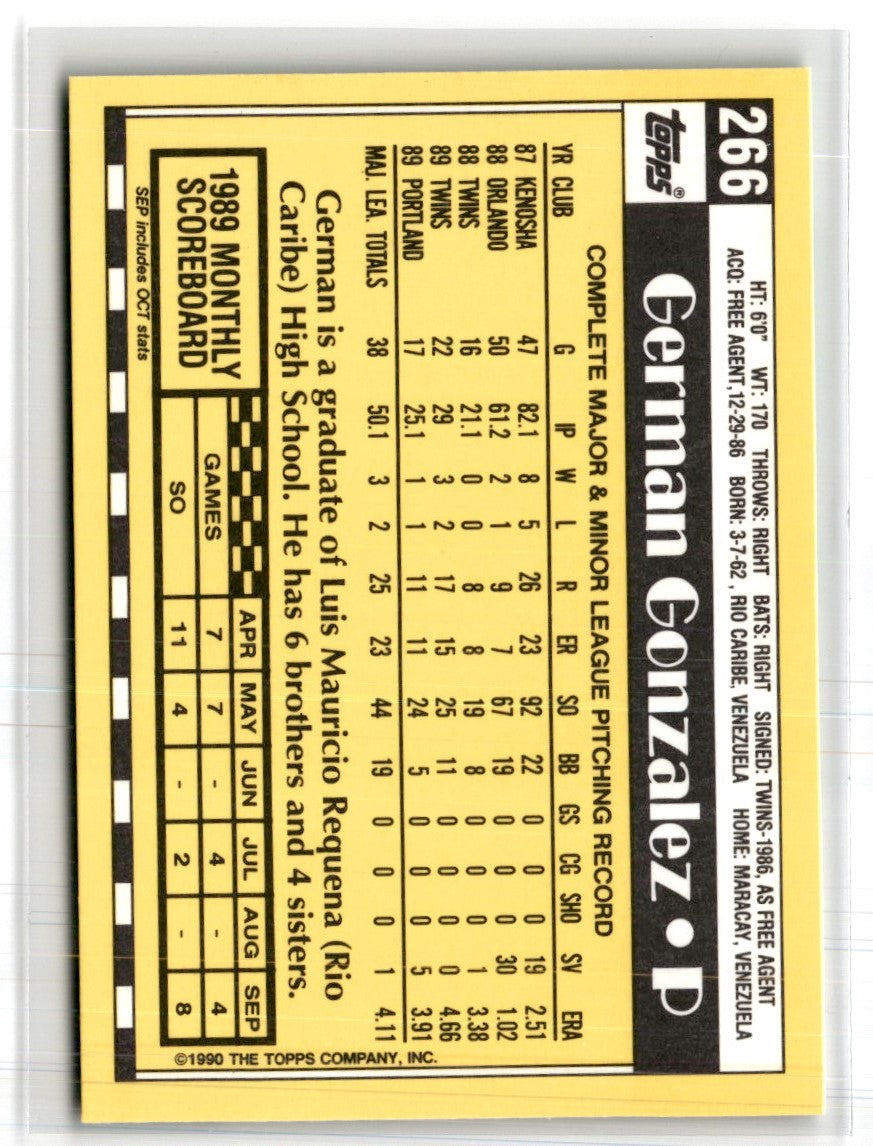 266
HT: 6'0" WT: 170 THROWS: RIGHT BATS: RIGHT SIGNED: TWINS-1986, AS FREE AGENT
ACQ: FREE AGENT, 12-29-86 BORN: 3-7-62, RIO CARIBE, VENEZUELA HOME: MARACAY, VENEZUELA
topps®
German Gonzalez • P
COMPLETE MAJOR & MINOR LEAGUE PITCHING RECORD
YR CLUB G IP W L R ER SO BB GS CG SHO SV ERA
87 KENOSHA 47 82.1 8 5 26 23 92 22 0 0 0 19 2.51
88 ORLANDO 50 61.2 2 1 9 7 67 19 0 0 0 30 1.02
88 TWINS 16 21.1 0 0 8 8 19 8 0 0 0 1 3.38
89 TWINS 22 29 3 2 17 15 25 11 0 0 0 0 4.66
89 PORTLAND 17 25.1 1 1 11 11 24 5 0 0 0 5 3.91
MAJ. LEA. TOTALS 38 50.1 3 2 25 23 44 19 0 0 0 1 4.11
German is a graduate of Luis Mauricio Requena (Rio
Caribe) High School. He has 6 brothers and 4 sisters.
1989 MONTHLY
SCOREBOARD
SEP includes OCT stats
APR MAY JUN JUL AUG SEP
GAMES 7 7 - 4 - 4
SO 11 4 - 2 - 8
©1990 THE TOPPS COMPANY, INC.